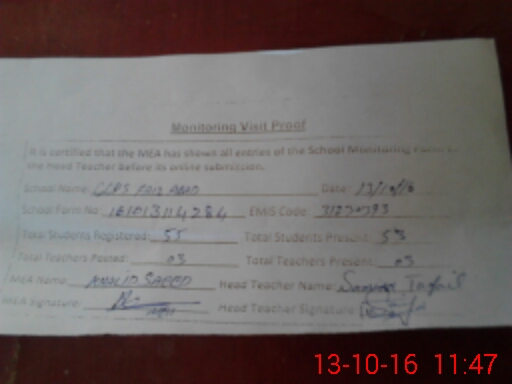 Monitoring Visit Proof
It is certified that the MEA has shown all entries of the School Monitoring Form to
the Head Teacher before its online submission.
School Name: Date: 13/10/16
School Form No: EMIS Code:
Total Students Registered: 55 Total Students Present: 53
Total Teachers Posted: 03 Total Teachers Present: 03
MEA Name: SAEED Head Teacher Name:
MEA Signature: Head Teacher Signature:
13-10-16 11:47